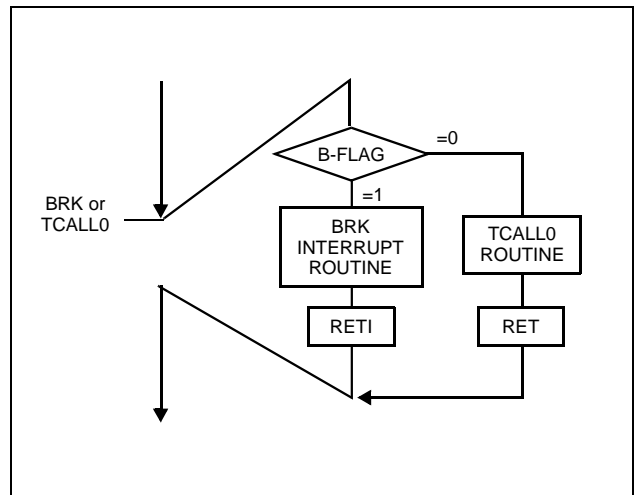 B-FLAG
=0
=1
BRK or
TCALL0
BRK
INTERRUPT
ROUTINE
TCALL0
ROUTINE
RETI
RET